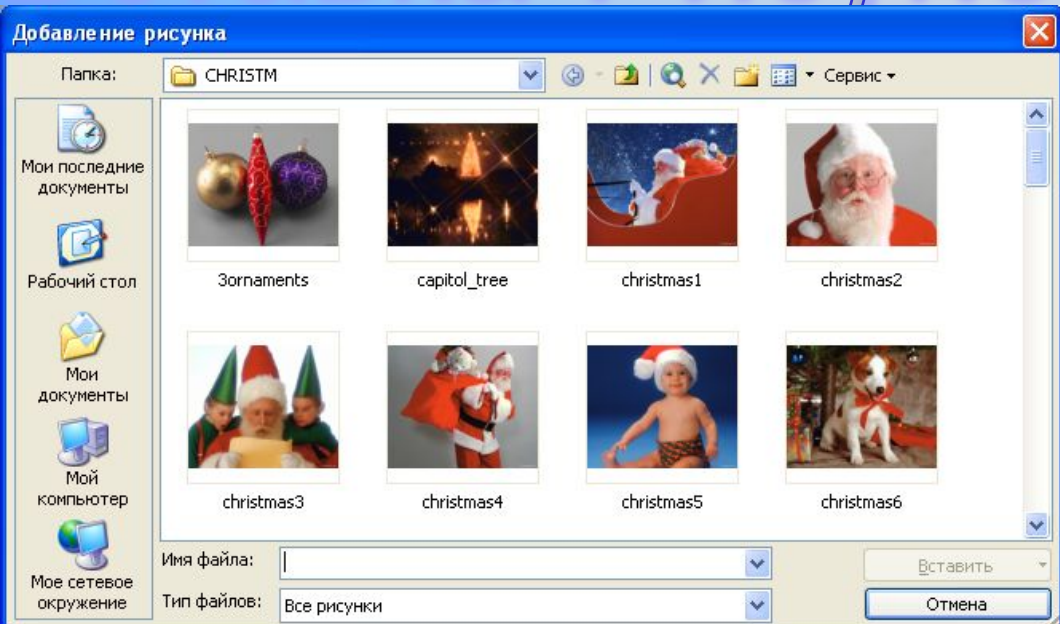 Добавление рисунка
Папка:
CHRISTM
Сервис
Мои последние
документы
Рабочий стол
Мои
документы
Мой
компьютер
Мое сетевое
окружение
3ornaments
capitol_tree
christmas1
christmas2
christmas3
christmas4
christmas5
christmas6
Имя файла:
Вставить
Тип файлов:
Все рисунки
Отмена